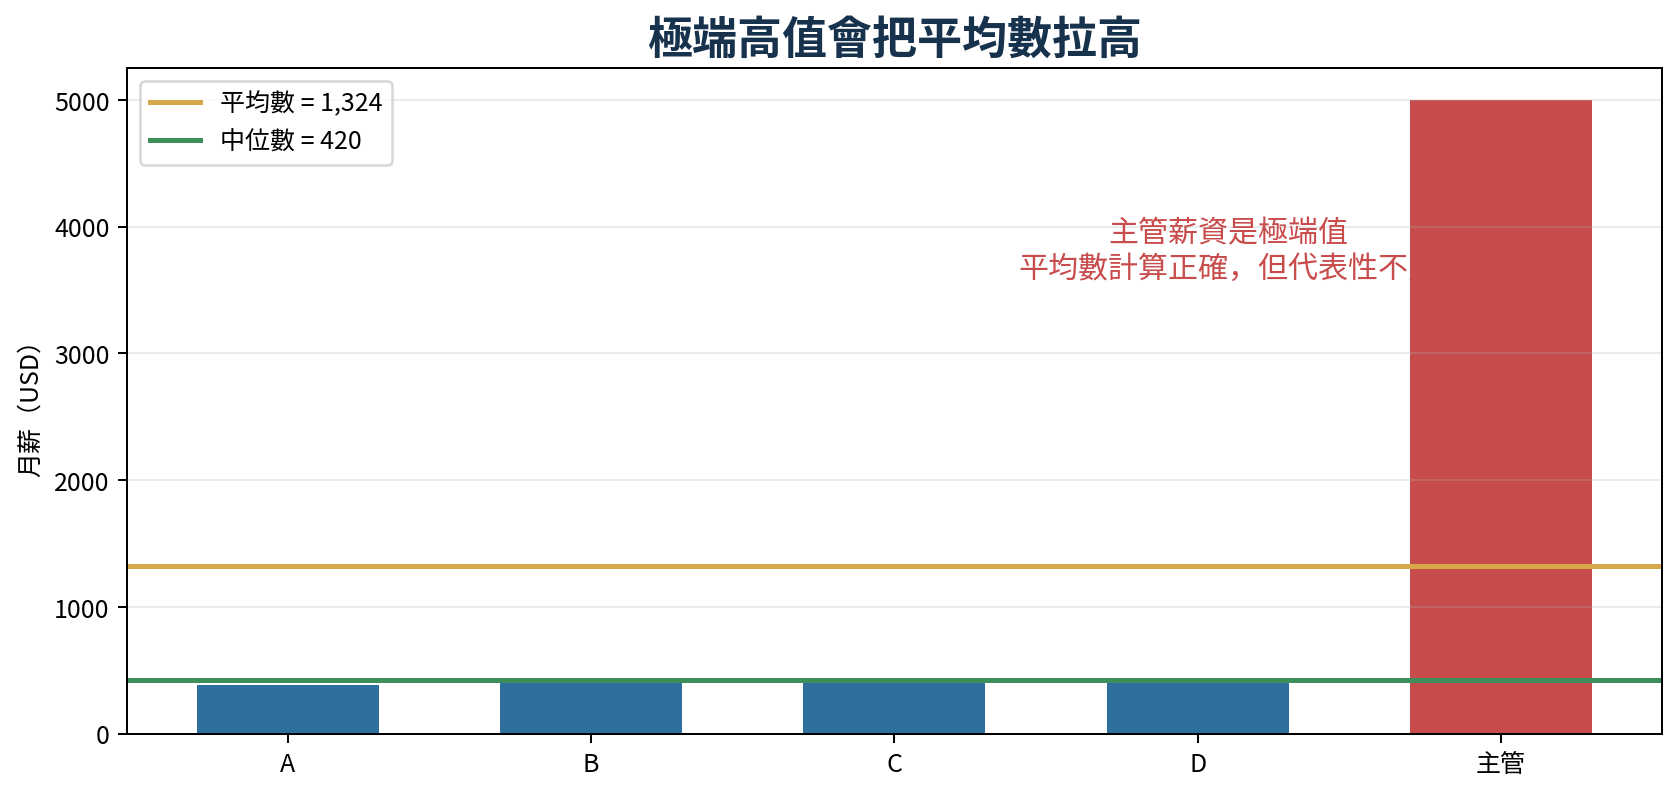 極端高值會把平均數拉高
平均數 = 1,324
中位數 = 420
主管薪資是極端值
平均數計算正確，但代表性不
月薪（USD）
5000
4000
3000
2000
1000
0
A
B
C
D
主管